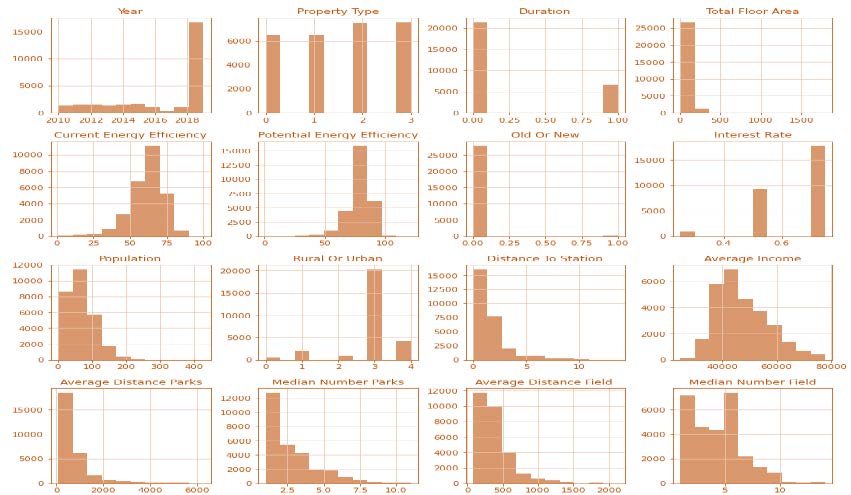 Year Property Type Duration Total Floor Area
15000 6000 20000 25000
10000 4000 15000 20000
5000 2000 10000 15000
0 0 5000 10000
0 5000
0
2010 2012 2014 2016 2018 0 1 2 3 0.00 0.25 0.50 0.75 1.00 0 500 1000 1500
Current Energy Efficiency Potential Energy Efficiency Old Or New Interest Rate
10000 15000 25000 15000
8000 12500 20000 10000
6000 10000 15000 5000
4000 7500 10000 0
2000 5000 5000
0 2500 0
0
0 25 50 75 100 0 50 100 0.00 0.25 0.50 0.75 1.00 0.4 0.6
Population Rural Or Urban Distance To Station Average Income
12000 20000 15000 6000
10000 15000 12500 4000
8000 10000 10000 2000
6000 5000 7500 0
4000 0 5000
2000 2500
0 0
0 100 200 300 400 0 1 2 3 4 0 5 10 40000 60000 80000
Average Distance Parks Median Number Parks Average Distance Field Median Number Field
15000 12000 12000 6000
10000 10000 10000 4000
5000 8000 8000 2000
0 6000 6000 0
4000 4000
2000 2000
0 0
0 2000 4000 6000 2.5 5.0 7.5 10.0 0 500 1000 1500 2000 5 10